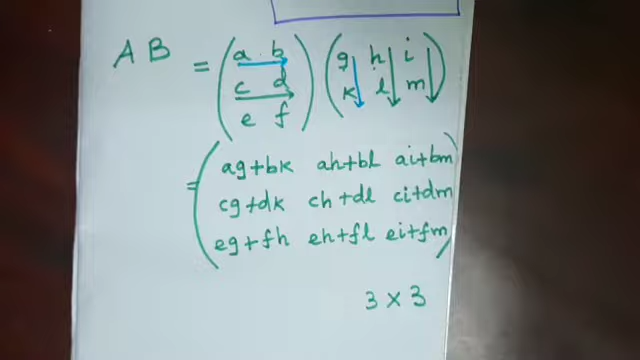 AB = (a b) (g h i)
c d k l m
e f
= (ag+bk ah+bl ai+bm)
cg+dk ch+dl ci+dm
eg+fh eh+fl ei+fm
3 × 3